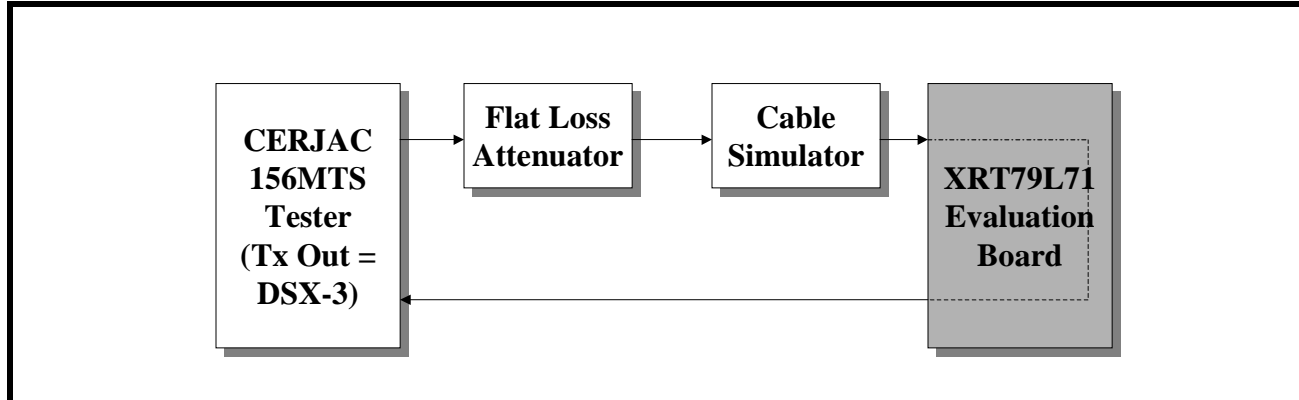 CERJAC
156MTS
Tester
(Tx Out =
DSX-3)
Flat Loss
Attenuator
Cable
Simulator
XRT79L71
Evaluation
Board